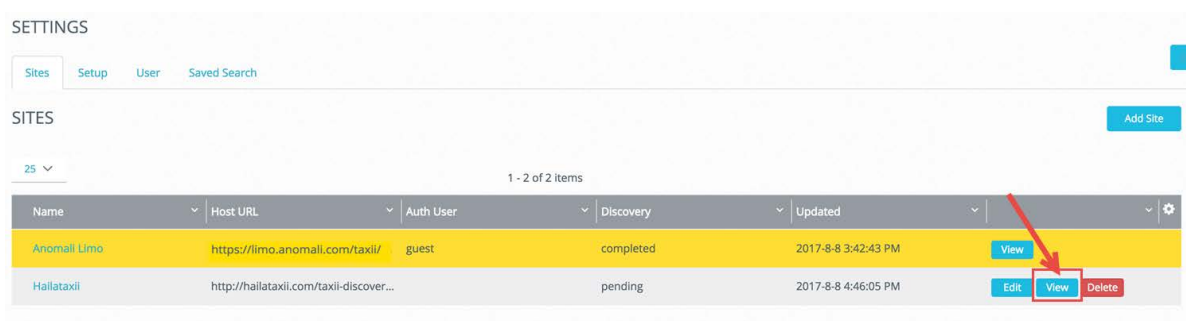 SETTINGS
Sites Setup User Saved Search
SITES
Add Site
25
1 - 2 of 2 items
Name Host URL Auth User Discovery Updated
Anomali Limo https://limo.anomali.com/taxii/ guest completed 2017-8-8 3:42:43 PM View
Hailataxii http://hailataxii.com/taxii-discover... pending 2017-8-8 4:46:05 PM Edit View Delete